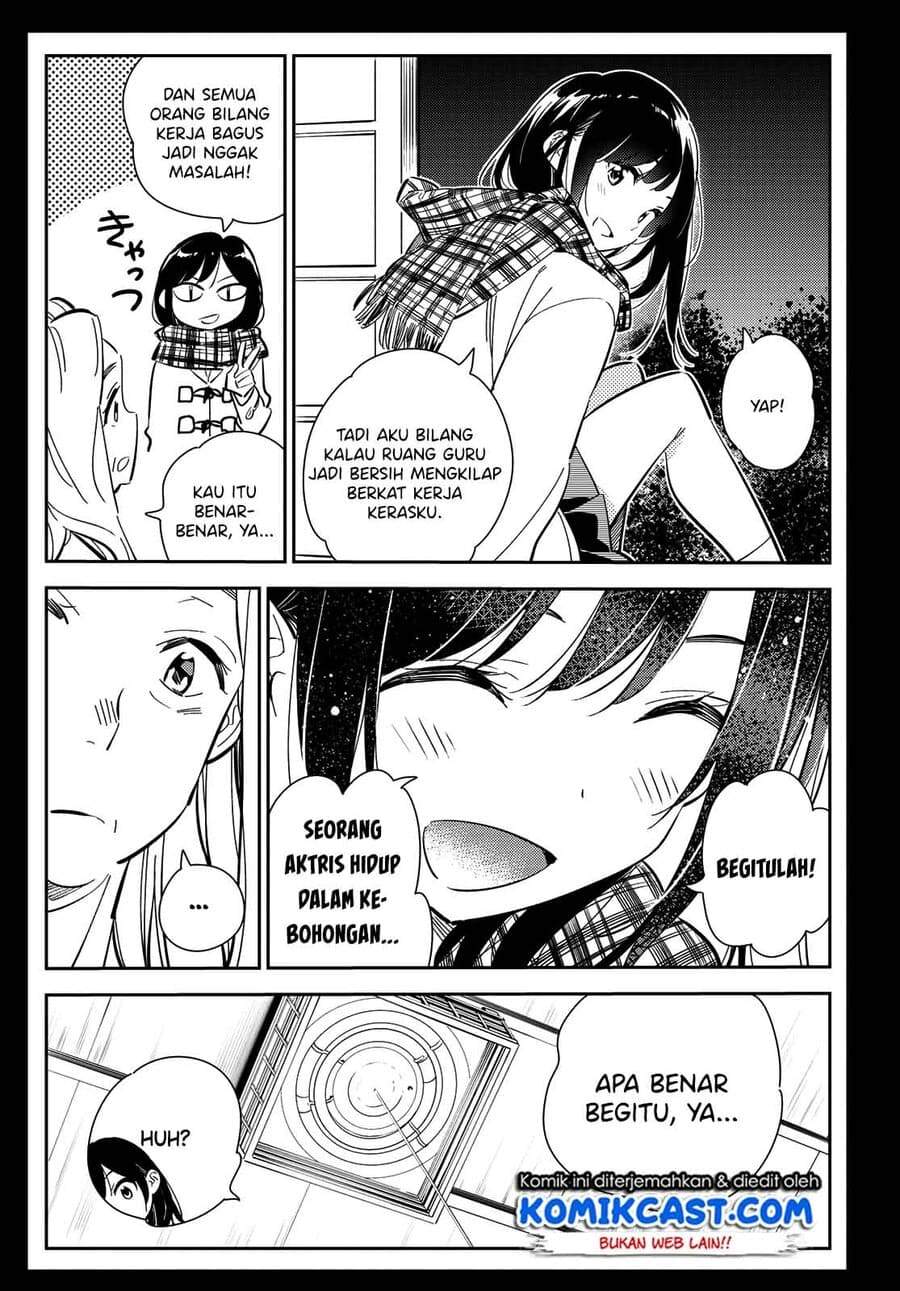 YAP!
TADI AKU BILANG
KALAU RUANG GURU
JADI BERSIH MENGKILAP
BERKAT KERJA
KERASKU.
DAN SEMUA
ORANG BILANG
KERJA BAGUS
JADI NGGAK
MASALAH!
きゃっっ
KAU ITU
BENAR-
BENAR, YA...
BEGITULAH!
SEORANG
AKTRIS HIDUP
DALAM KE-
BOHONGAN...
...
APA BENAR
BEGITU, YA...
HUH?
Komik ini diterjemahkan & diedit oleh
KOMIKCAST.COM
BUKAN WEB LAIN!!